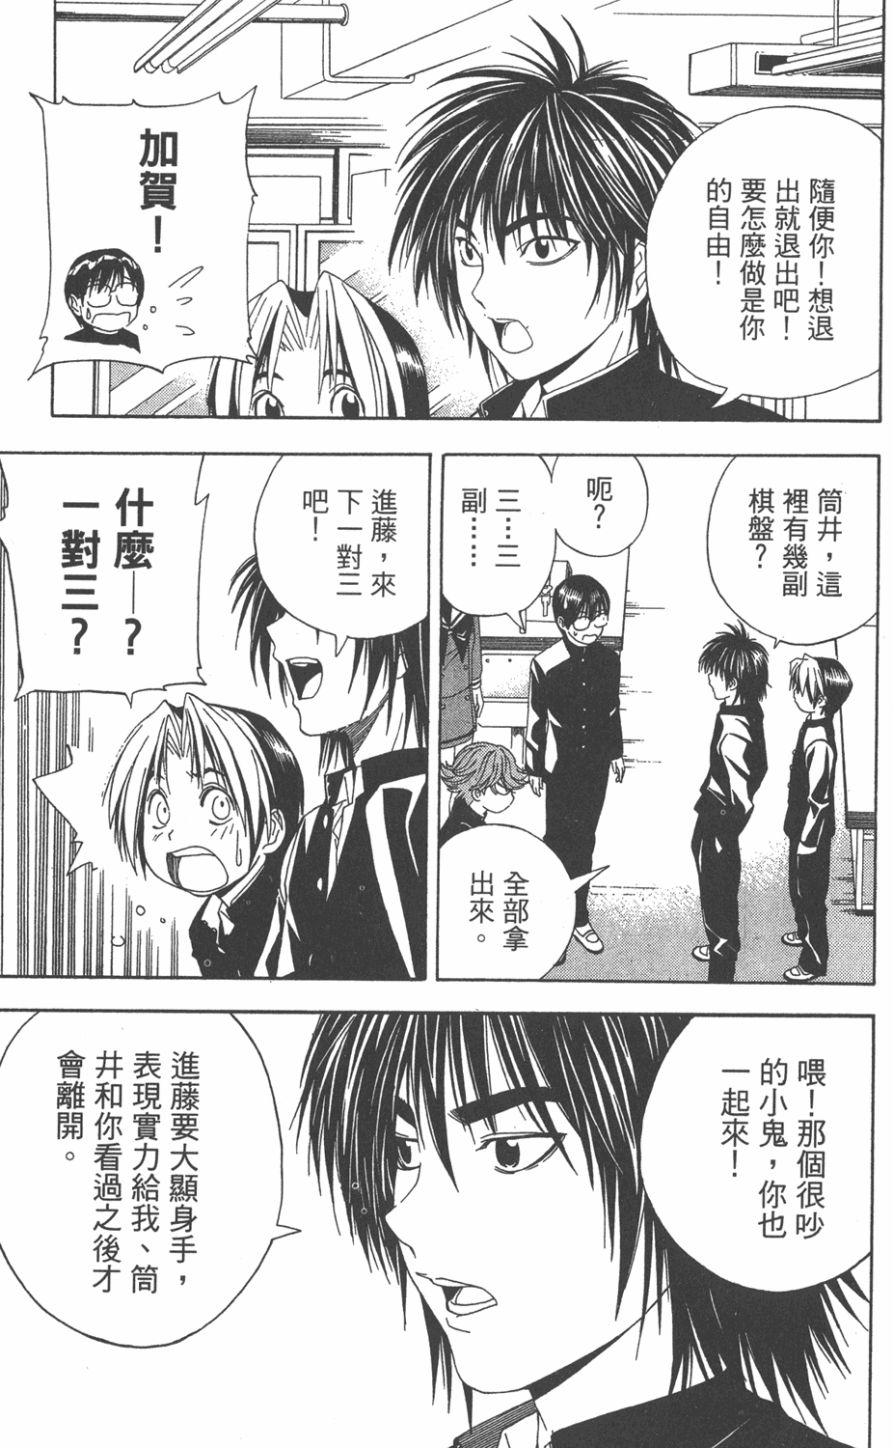 隨便你！想退
出就退出吧！
要怎麼做是你
的自由！
加賀！
筒井，這
裡有幾副
棋盤？
呃？
三…三
副……
全部拿
出來。
進藤，來
下一對三
吧！
什麼—？
一對三？
喂！那個很吵
的小鬼，你也
一起來！
進藤要大顯身手，
表現實力給我、筒
井和你看過之後才
會離開。